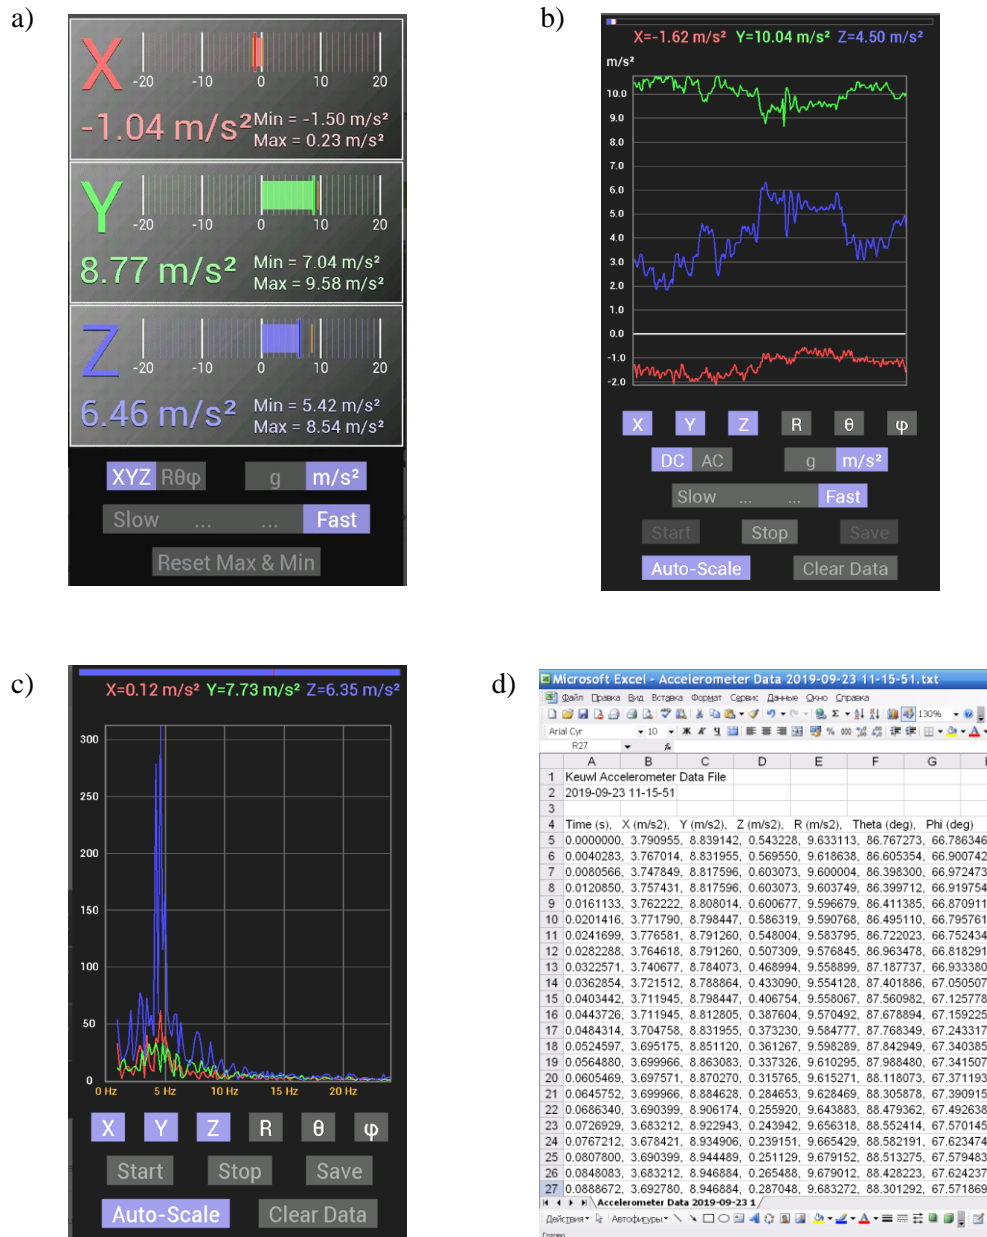 a)
X
-20 -10 0 10 20
-1.04 m/s²
Min = -1.50 m/s²
Max = 0.23 m/s²
Y
-20 -10 0 10 20
8.77 m/s²
Min = 7.04 m/s²
Max = 9.58 m/s²
Z
-20 -10 0 10 20
6.46 m/s²
Min = 5.42 m/s²
Max = 8.54 m/s²
XYZ Rθφ g m/s²
Slow ... ... Fast
Reset Max & Min
b)
X=-1.62 m/s² Y=10.04 m/s² Z=4.50 m/s²
m/s²
10.0
9.0
8.0
7.0
6.0
5.0
4.0
3.0
2.0
1.0
0.0
-1.0
-2.0
X Y Z R θ φ
DC AC g m/s²
Slow ... ... Fast
Start Stop Save
Auto-Scale Clear Data
c)
X=0.12 m/s² Y=7.73 m/s² Z=6.35 m/s²
300
250
200
150
100
50
0
0 Hz 5 Hz 10 Hz 15 Hz 20 Hz
X Y Z R θ φ
Start Stop Save
Auto-Scale Clear Data
d)
Microsoft Excel - Accelerometer Data 2019-09-23 11-15-51.txt
Файл Правка Вид Вставка Формат Сервис Данные Окно Справка
130%
Arial Cyr 10 Ж К Ч
R27 fx
A B C D E F G
1 Keuwl Accelerometer Data File
2 2019-09-23 11-15-51
3
4 Time (s), X (m/s2), Y (m/s2), Z (m/s2), R (m/s2), Theta (deg), Phi (deg)
5 0.0000000, 3.790955, 8.839142, 0.543228, 9.633113, 86.767273, 66.786346
6 0.0040283, 3.767014, 8.831955, 0.569550, 9.618638, 86.605354, 66.900742
7 0.0080566, 3.747849, 8.817596, 0.603073, 9.600004, 86.398300, 66.972473
8 0.0120850, 3.757431, 8.817596, 0.603073, 9.603749, 86.399712, 66.919754
9 0.0161133, 3.762222, 8.808014, 0.600677, 9.596679, 86.411385, 66.870911
10 0.0201416, 3.771790, 8.798447, 0.586319, 9.590768, 86.495110, 66.795761
11 0.0241699, 3.776581, 8.791260, 0.548004, 9.583795, 86.722023, 66.752434
12 0.0282288, 3.764618, 8.791260, 0.507309, 9.576845, 86.963478, 66.818291
13 0.0322571, 3.740677, 8.784073, 0.468994, 9.558899, 87.187737, 66.933380
14 0.0362854, 3.721512, 8.788864, 0.433090, 9.554128, 87.401886, 67.050507
15 0.0403442, 3.711945, 8.798447, 0.406754, 9.558067, 87.560982, 67.125778
16 0.0443726, 3.711945, 8.812805, 0.387604, 9.570492, 87.678894, 67.159225
17 0.0484314, 3.704758, 8.831955, 0.373230, 9.584777, 87.768349, 67.243317
18 0.0524597, 3.695175, 8.851120, 0.361267, 9.598289, 87.842949, 67.340385
19 0.0564880, 3.699966, 8.863083, 0.337326, 9.610295, 87.988480, 67.341507
20 0.0605469, 3.697571, 8.870270, 0.315765, 9.615271, 88.118073, 67.371193
21 0.0645752, 3.699966, 8.884628, 0.284653, 9.628469, 88.305878, 67.390915
22 0.0686340, 3.690399, 8.906174, 0.255920, 9.643883, 88.479362, 67.492638
23 0.0726929, 3.683212, 8.922943, 0.243942, 9.656318, 88.552414, 67.570145
24 0.0767212, 3.678421, 8.934906, 0.239151, 9.665429, 88.582191, 67.623474
25 0.0807800, 3.690399, 8.944489, 0.251129, 9.679152, 88.513275, 67.579483
26 0.0848083, 3.683212, 8.946884, 0.265488, 9.679012, 88.428223, 67.624237
27 0.0888672, 3.692780, 8.946884, 0.287048, 9.683272, 88.301292, 67.571869
Accelerometer Data 2019-09-23 1
Действия Автофигуры
Готово